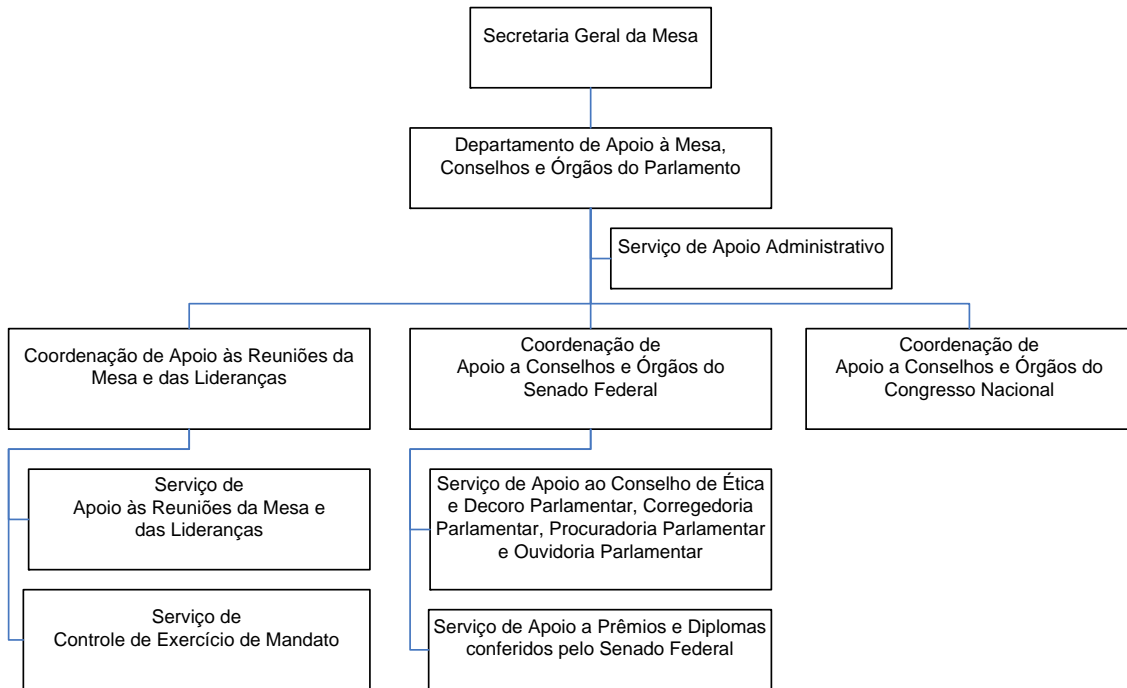 Secretaria Geral da Mesa
Departamento de Apoio à Mesa,
Conselhos e Órgãos do Parlamento
Serviço de Apoio Administrativo
Coordenação de Apoio às Reuniões da
Mesa e das Lideranças
Coordenação de
Apoio a Conselhos e Órgãos do
Senado Federal
Coordenação de
Apoio a Conselhos e Órgãos do
Congresso Nacional
Serviço de
Apoio às Reuniões da Mesa e
das Lideranças
Serviço de Apoio ao Conselho de Ética
e Decoro Parlamentar, Corregedoria
Parlamentar, Procuradoria Parlamentar
e Ouvidoria Parlamentar
Serviço de
Controle de Exercício de Mandato
Serviço de Apoio a Prêmios e Diplomas
conferidos pelo Senado Federal